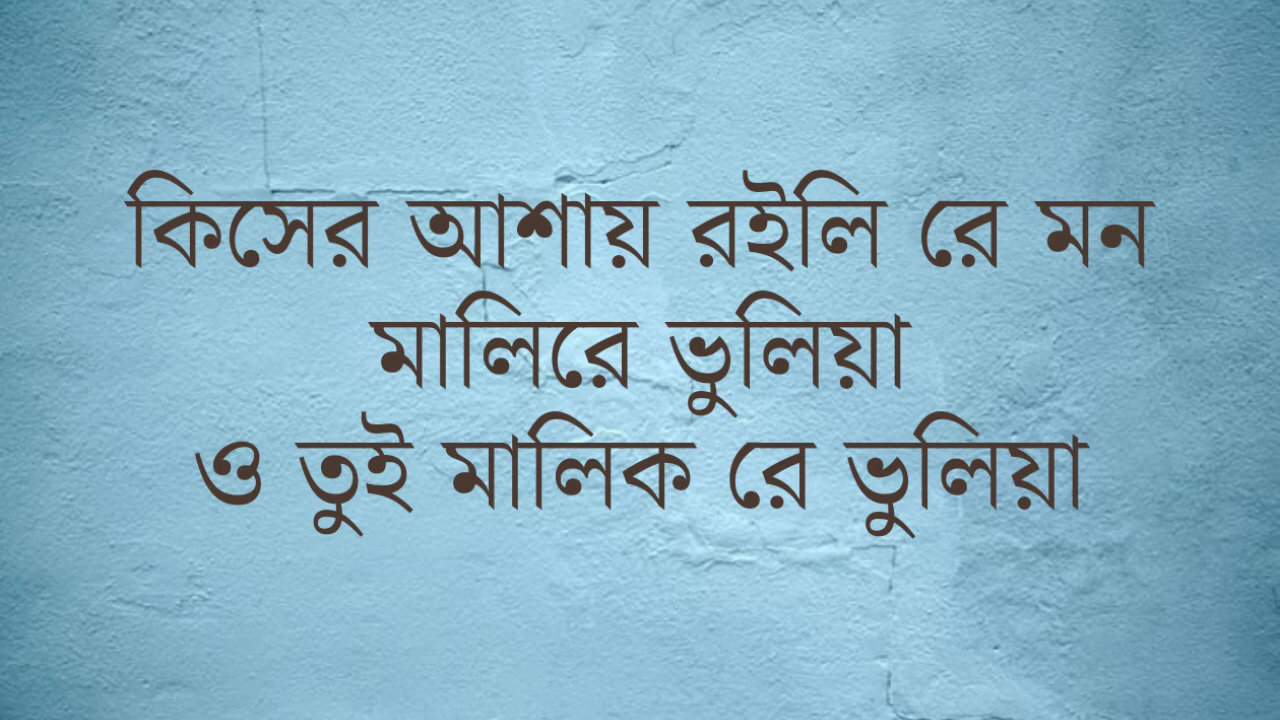 কিসের আশায় রইলি রে মন
মালিরে ভুলিয়া
ও তুই মালিক রে ভুলিয়া